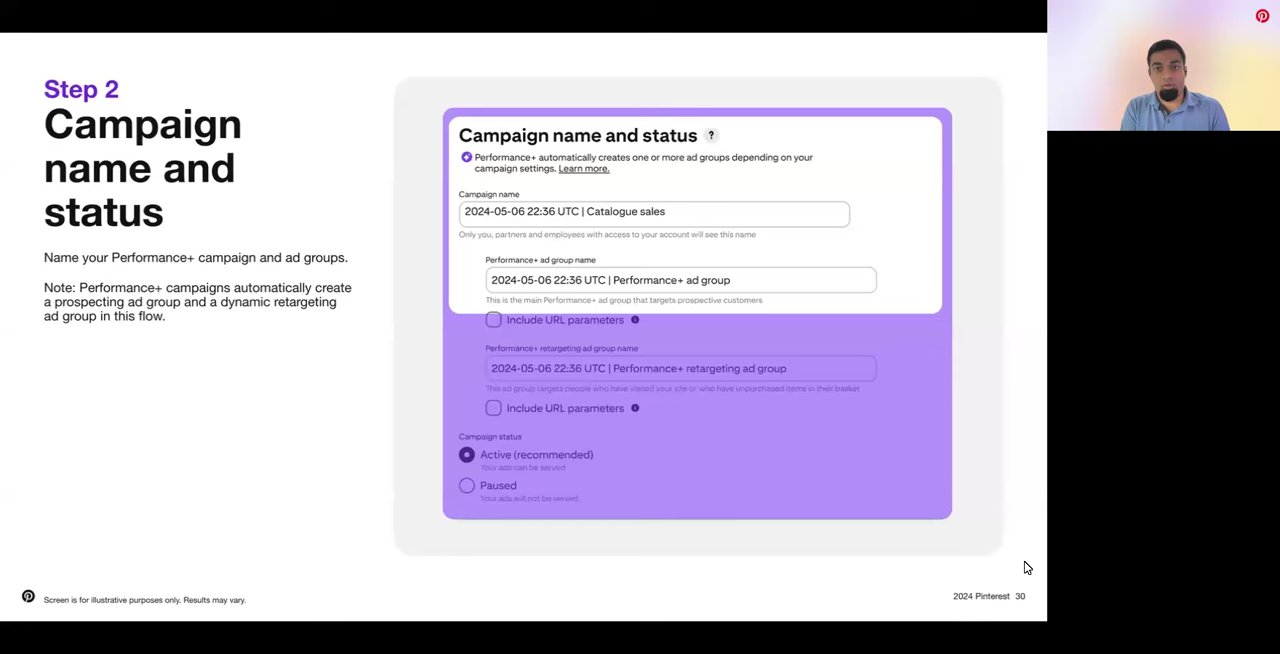 Step 2
Campaign
name and
status
Name your Performance+ campaign and ad groups.
Note: Performance+ campaigns automatically create
a prospecting ad group and a dynamic retargeting
ad group in this flow.
Campaign name and status ?
Performance+ automatically creates one or more ad groups depending on your
campaign settings. Learn more.
Campaign name
2024-05-06 22:36 UTC | Catalogue sales
Only you, partners and employees with access to your account will see this name
Performance+ ad group name
2024-05-06 22:36 UTC | Performance+ ad group
This is the main Performance+ ad group that targets prospective customers
Include URL parameters
Performance+ retargeting ad group name
2024-05-06 22:36 UTC | Performance+ retargeting ad group
This ad group targets people who have visited your site or who have unpurchased items in their basket
Include URL parameters
Campaign status
Active (recommended)
Your ads can be served
Paused
Your ads will not be served.
Screen is for illustrative purposes only. Results may vary.
2024 Pinterest 30